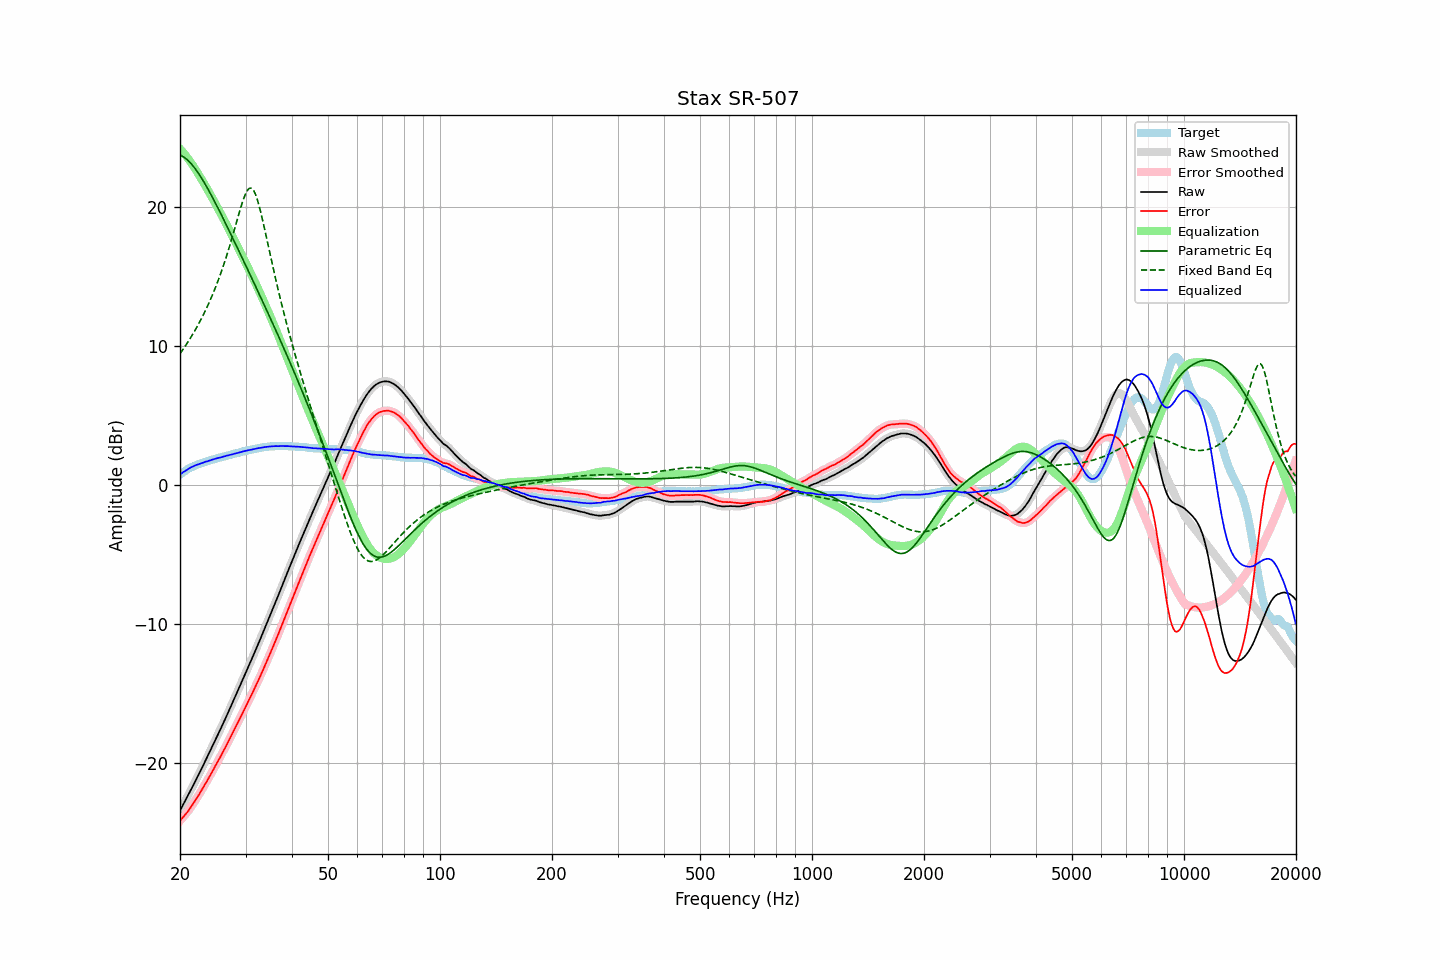 Stax SR-507
Target
Raw Smoothed
Error Smoothed
Raw
Error
Equalization
Parametric Eq
Fixed Band Eq
Equalized
Amplitude (dBr)
20
10
0
−10
−20
20 50 100 200 500 1000 2000 5000 10000 20000
Frequency (Hz)